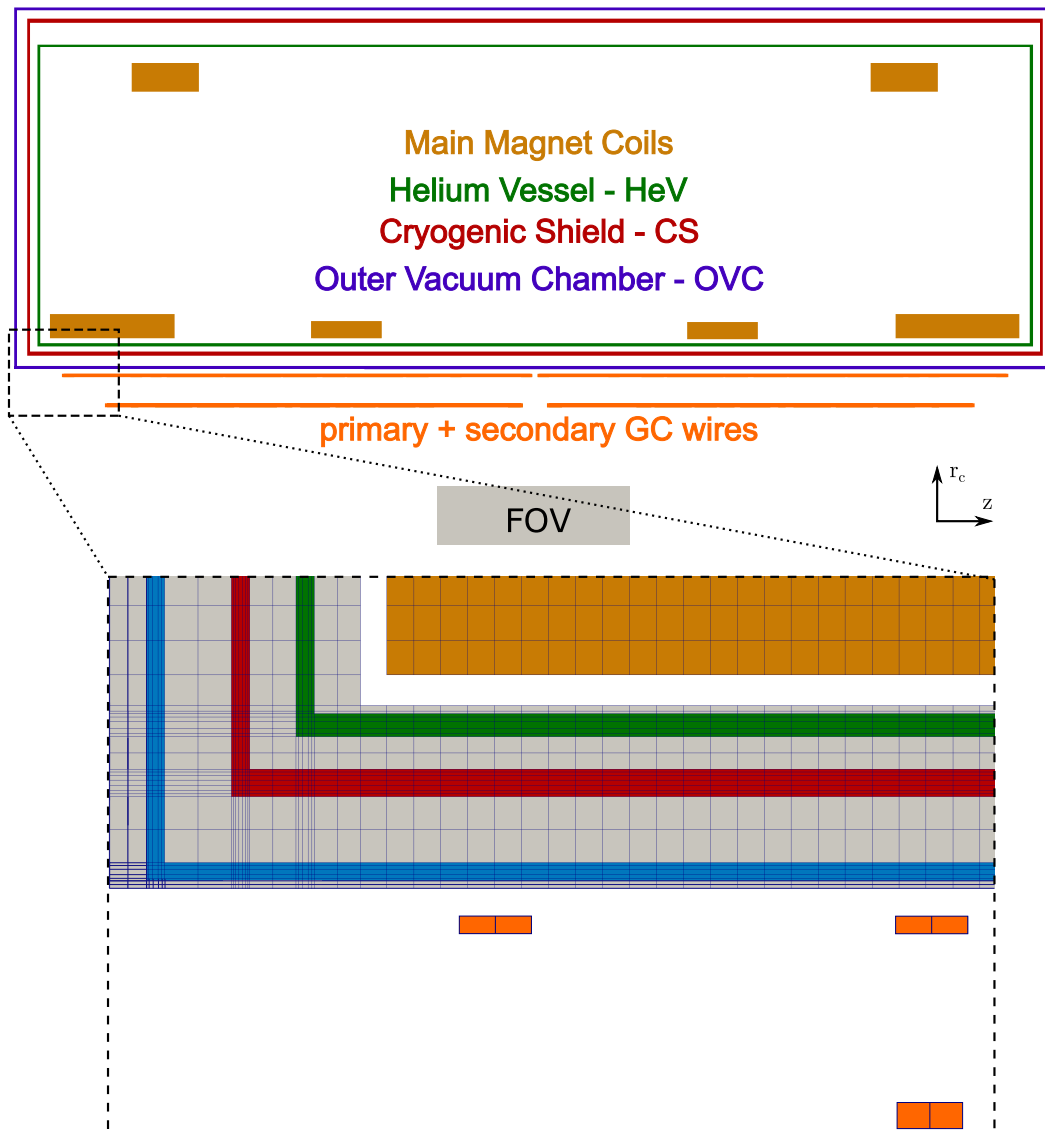 Main Magnet Coils
Helium Vessel - HeV
Cryogenic Shield - CS
Outer Vacuum Chamber - OVC
primary + secondary GC wires
r_c
z
FOV